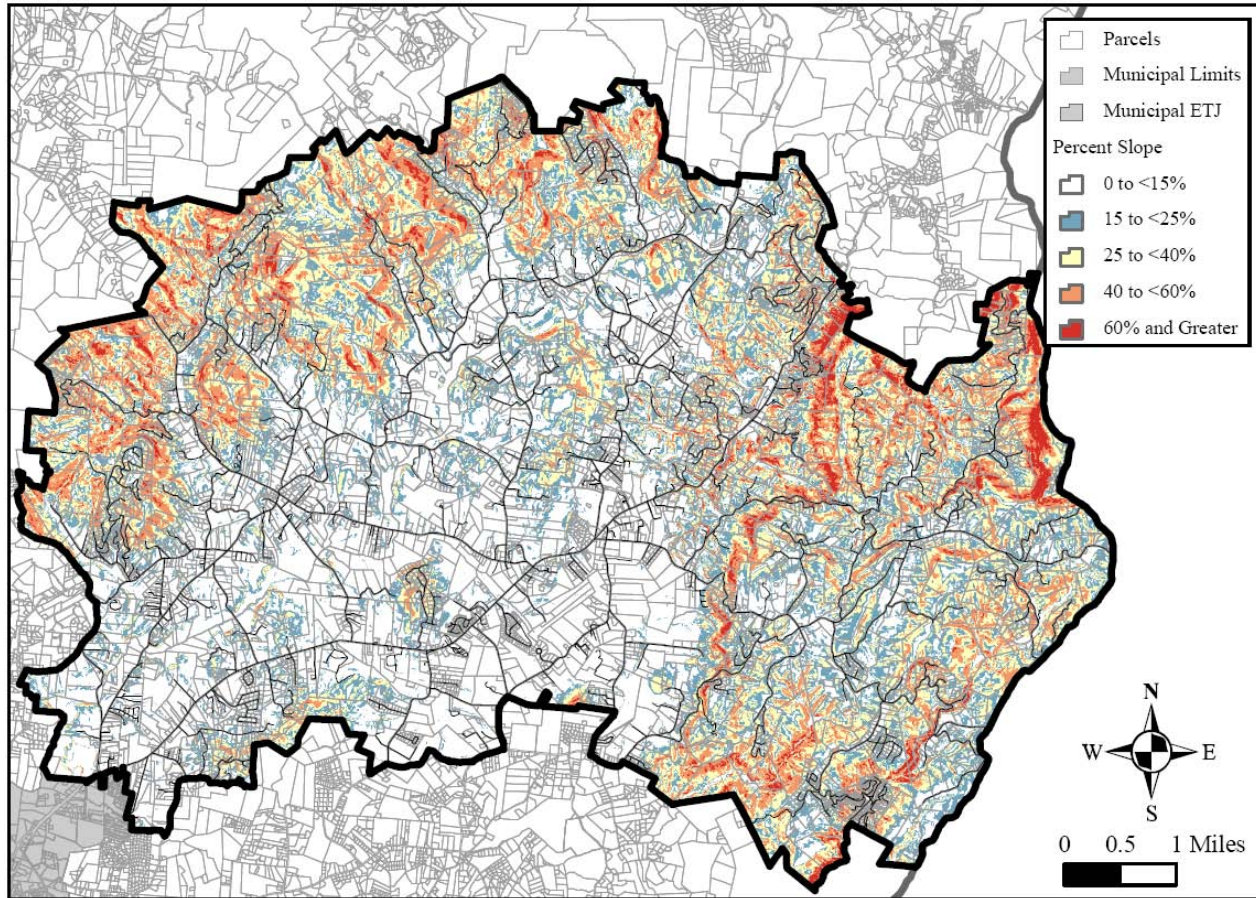 Parcels
Municipal Limits
Municipal ETJ
Percent Slope
0 to <15%
15 to <25%
25 to <40%
40 to <60%
60% and Greater
N
W E
S
0 0.5 1 Miles